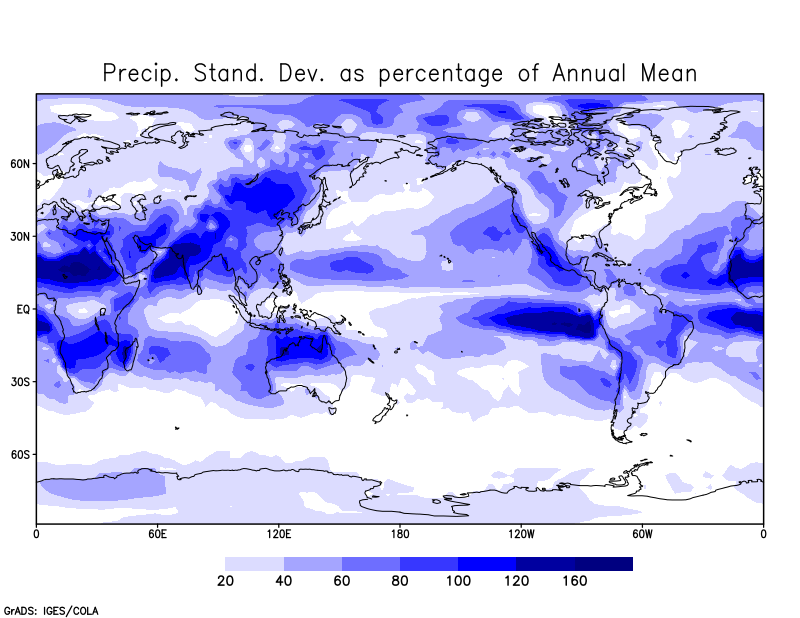 Precip. Stand. Dev. as percentage of Annual Mean
60N
30N
EQ
30S
60S
0 60E 120E 180 120W 60W 0
20 40 60 80 100 120 160
GrADS: IGES/COLA